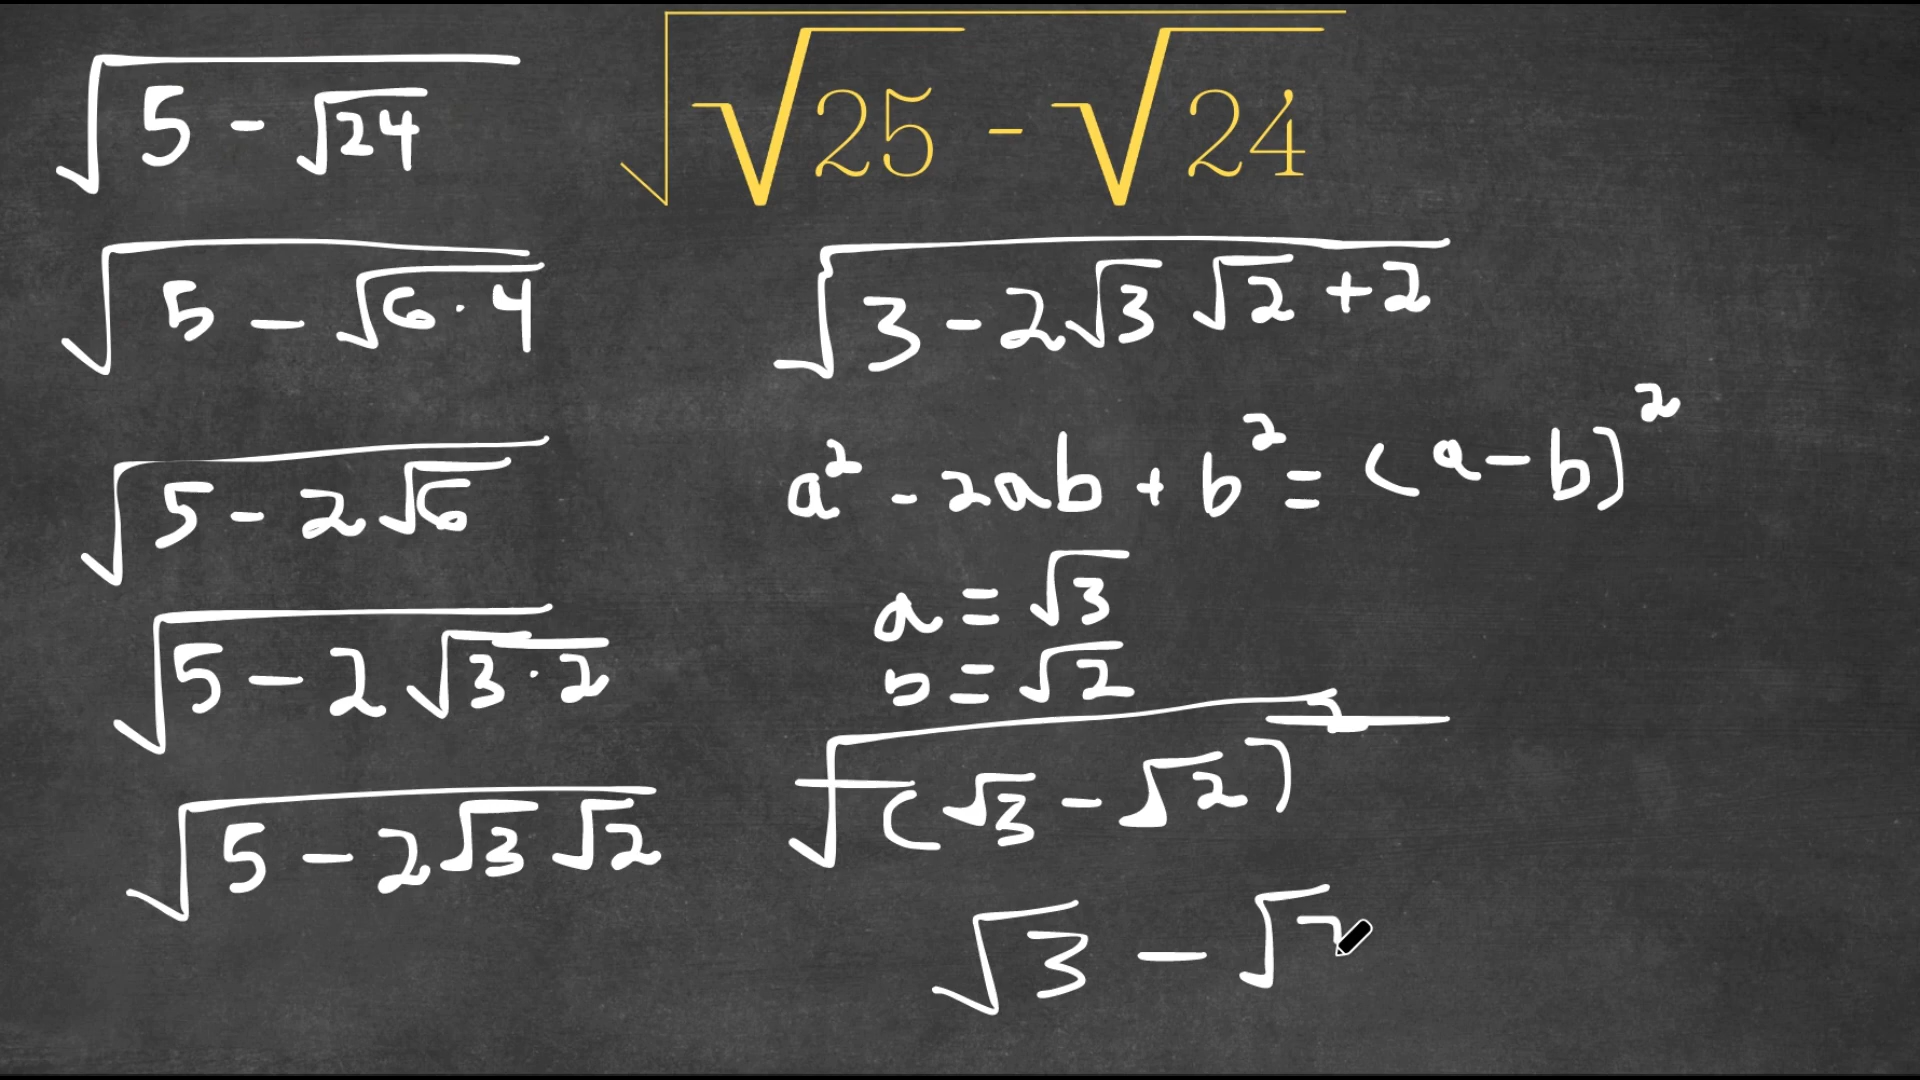 √(√25 - √24)
√(5 - √24)
√(5 - √(6 · 4))
√(5 - 2√6)
√(5 - 2√(3 · 2))
√(5 - 2√3 √2)
√(3 - 2√3 √2 + 2)
a² - 2ab + b² = (a - b)²
a = √3
b = √2
√((√3 - √2)²)
√3 - √